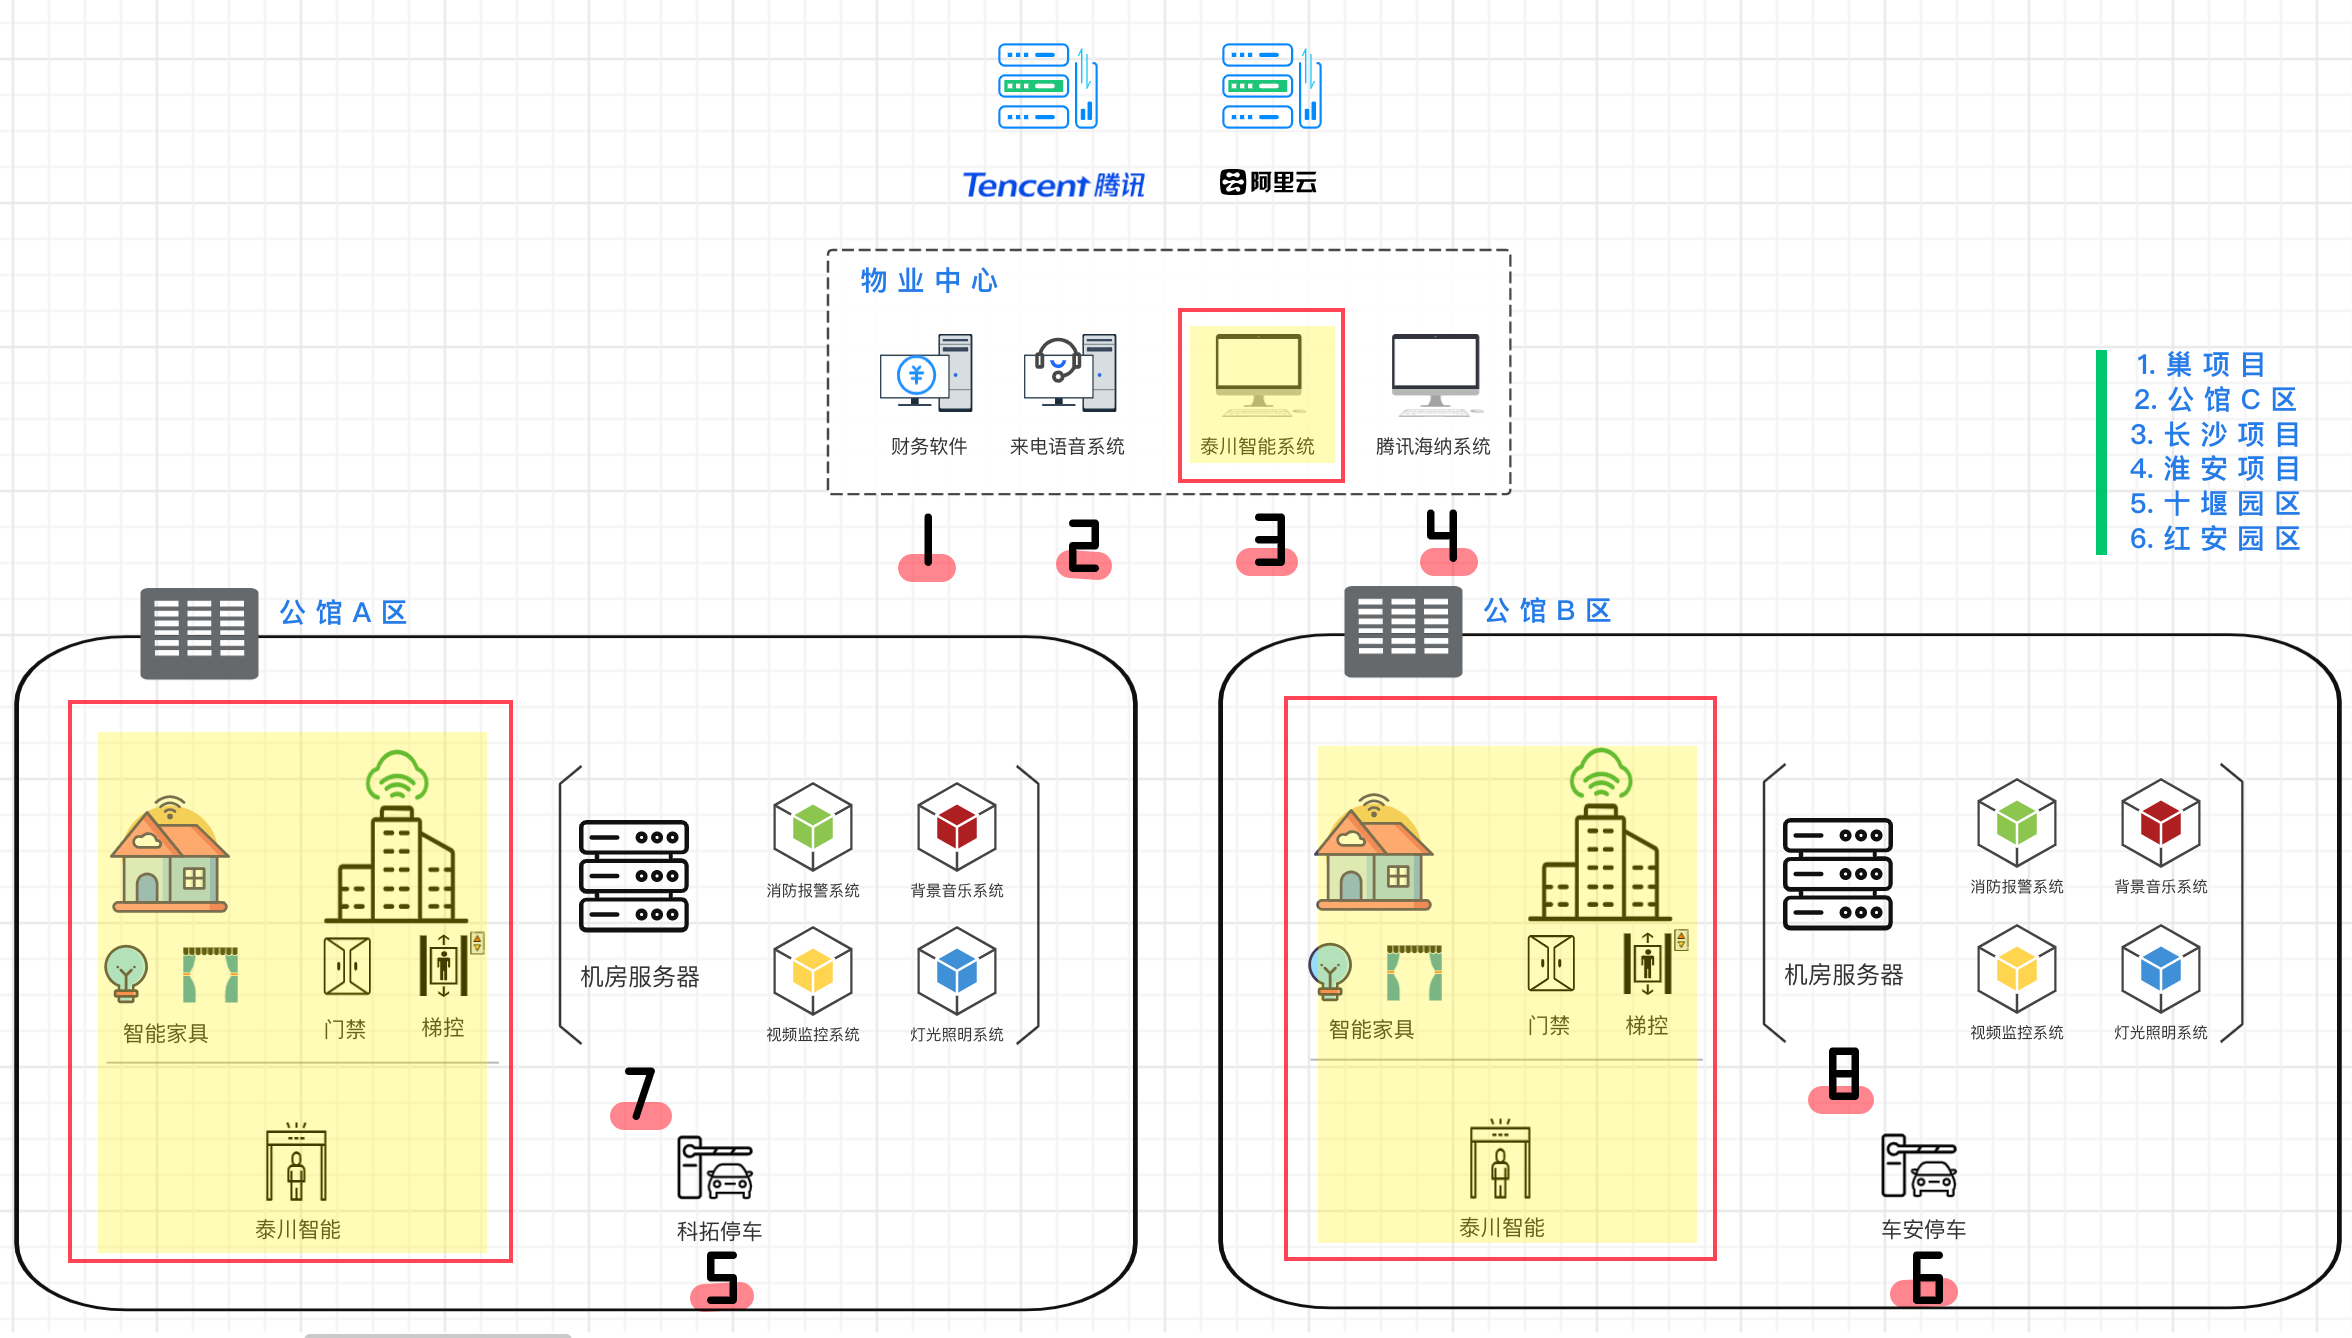 Tencent 腾讯
阿里云
物业中心
财务软件
来电语音系统
泰川智能系统
腾讯海纳系统
1
2
3
4
1. 巢项目
2. 公馆C区
3. 长沙项目
4. 淮安项目
5. 十堰园区
6. 红安园区
公馆A区
智能家具
门禁
梯控
泰川智能
机房服务器
消防报警系统
背景音乐系统
视频监控系统
灯光照明系统
7
科拓停车
5
公馆B区
智能家具
门禁
梯控
泰川智能
机房服务器
消防报警系统
背景音乐系统
视频监控系统
灯光照明系统
8
车安停车
6